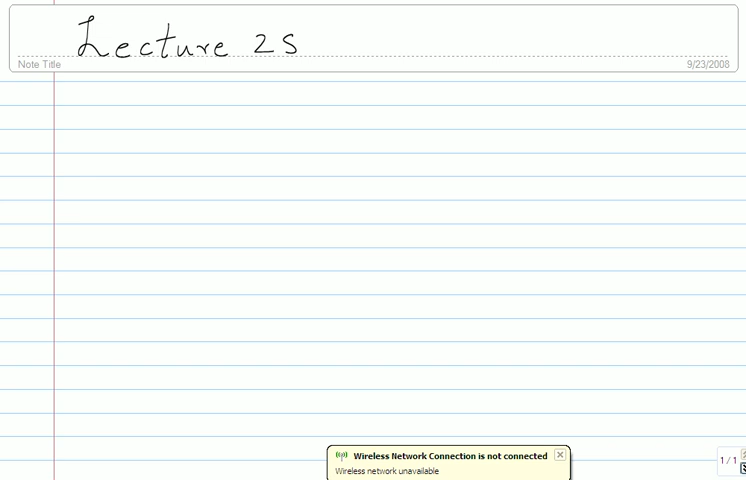 Lecture 25
Note Title
9/23/2008
Wireless Network Connection is not connected
Wireless network unavailable
1 / 1